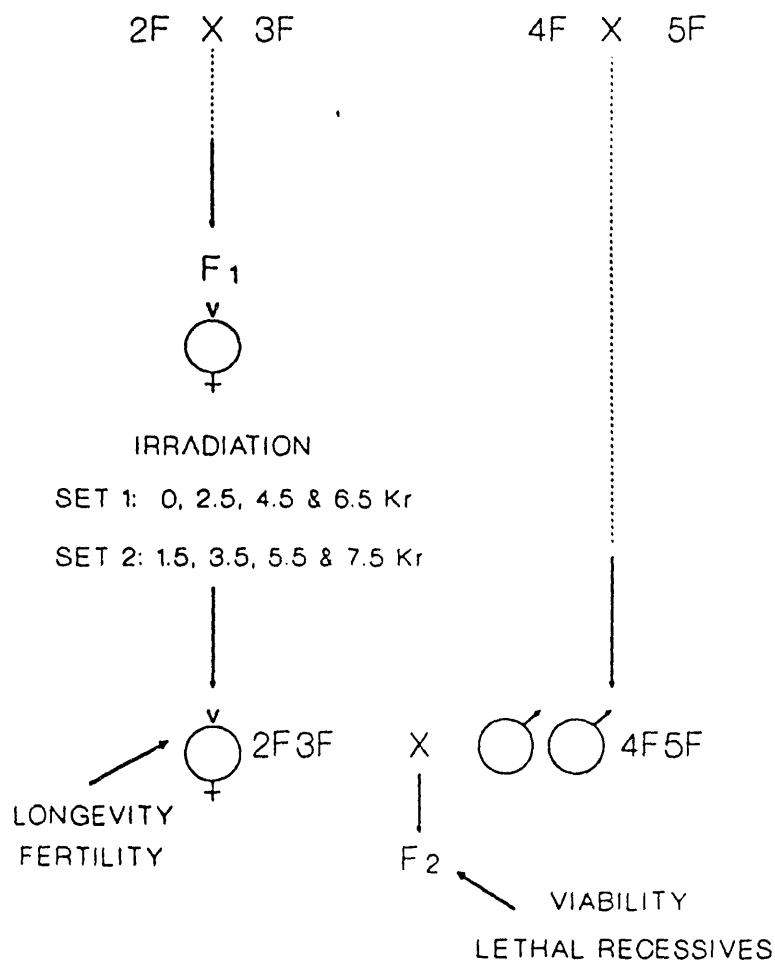 2F X 3F
4F X 5F
F1
v
IRRADIATION
SET 1: 0, 2.5, 4.5 & 6.5 Kr
SET 2: 1.5, 3.5, 5.5 & 7.5 Kr
v
2F3F X 4F5F
LONGEVITY
FERTILITY
F2
VIABILITY
LETHAL RECESSIVES